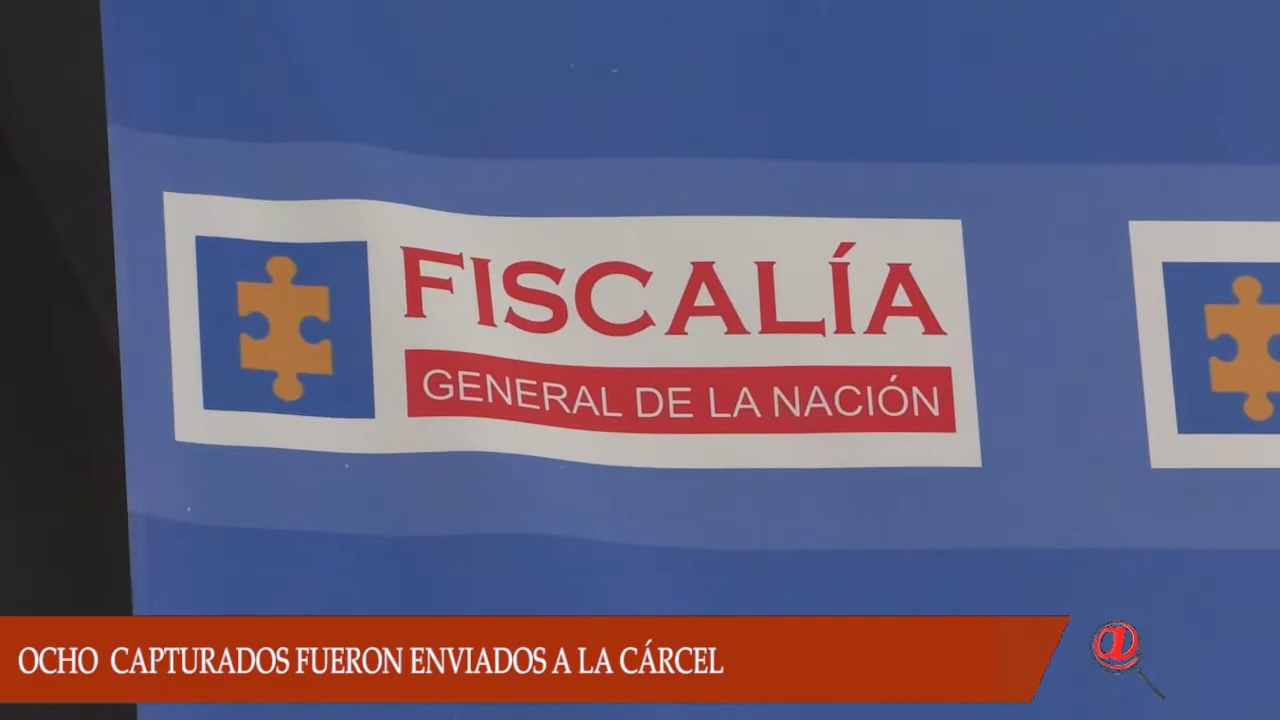 FISCALÍA
GENERAL DE LA NACIÓN
OCHO CAPTURADOS FUERON ENVIADOS A LA CÁRCEL
@